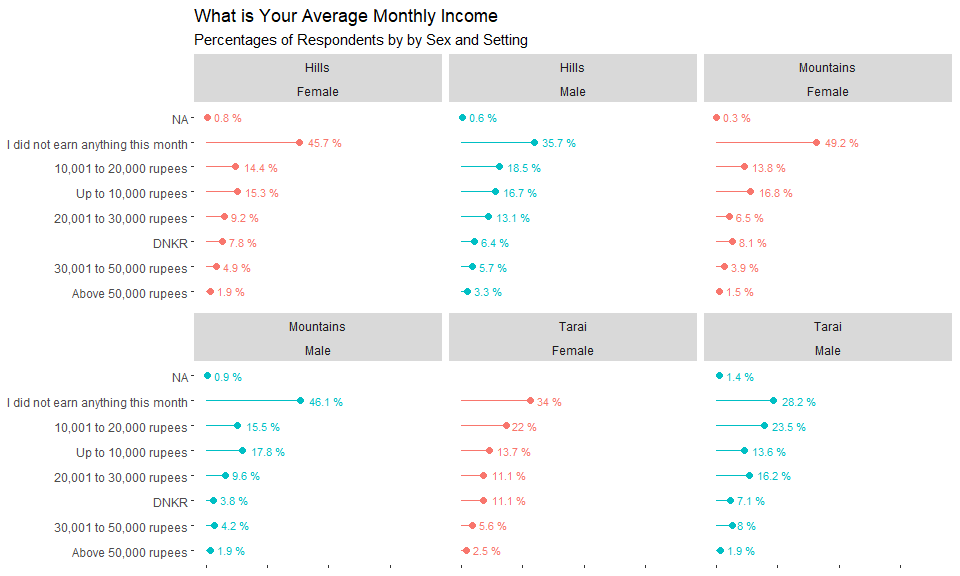 What is Your Average Monthly Income
Percentages of Respondents by by Sex and Setting
Hills Hills Mountains
Female Male Female
NA 0.8 % 0.6 % 0.3 %
I did not earn anything this month 45.7 % 35.7 % 49.2 %
10,001 to 20,000 rupees 14.4 % 18.5 % 13.8 %
Up to 10,000 rupees 15.3 % 16.7 % 16.8 %
20,001 to 30,000 rupees 9.2 % 13.1 % 6.5 %
DNKR 7.8 % 6.4 % 8.1 %
30,001 to 50,000 rupees 4.9 % 5.7 % 3.9 %
Above 50,000 rupees 1.9 % 3.3 % 1.5 %
Mountains Tarai Tarai
Male Female Male
NA 0.9 % 1.4 %
I did not earn anything this month 46.1 % 34 % 28.2 %
10,001 to 20,000 rupees 15.5 % 22 % 23.5 %
Up to 10,000 rupees 17.8 % 13.7 % 13.6 %
20,001 to 30,000 rupees 9.6 % 11.1 % 16.2 %
DNKR 3.8 % 11.1 % 7.1 %
30,001 to 50,000 rupees 4.2 % 5.6 % 8 %
Above 50,000 rupees 1.9 % 2.5 % 1.9 %